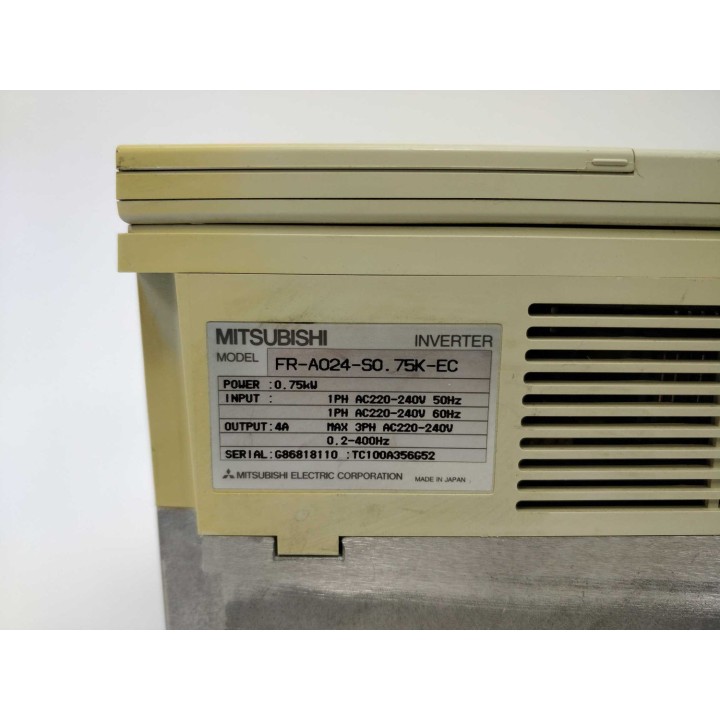 MITSUBISHI INVERTER
MODEL FR-A024-S0.75K-EC
POWER :0.75kW
INPUT : 1PH AC220-240V 50Hz
1PH AC220-240V 60Hz
OUTPUT:4A MAX 3PH AC220-240V
0.2-400Hz
SERIAL:G86818110 :TC100A356G52
MITSUBISHI ELECTRIC CORPORATION MADE IN JAPAN